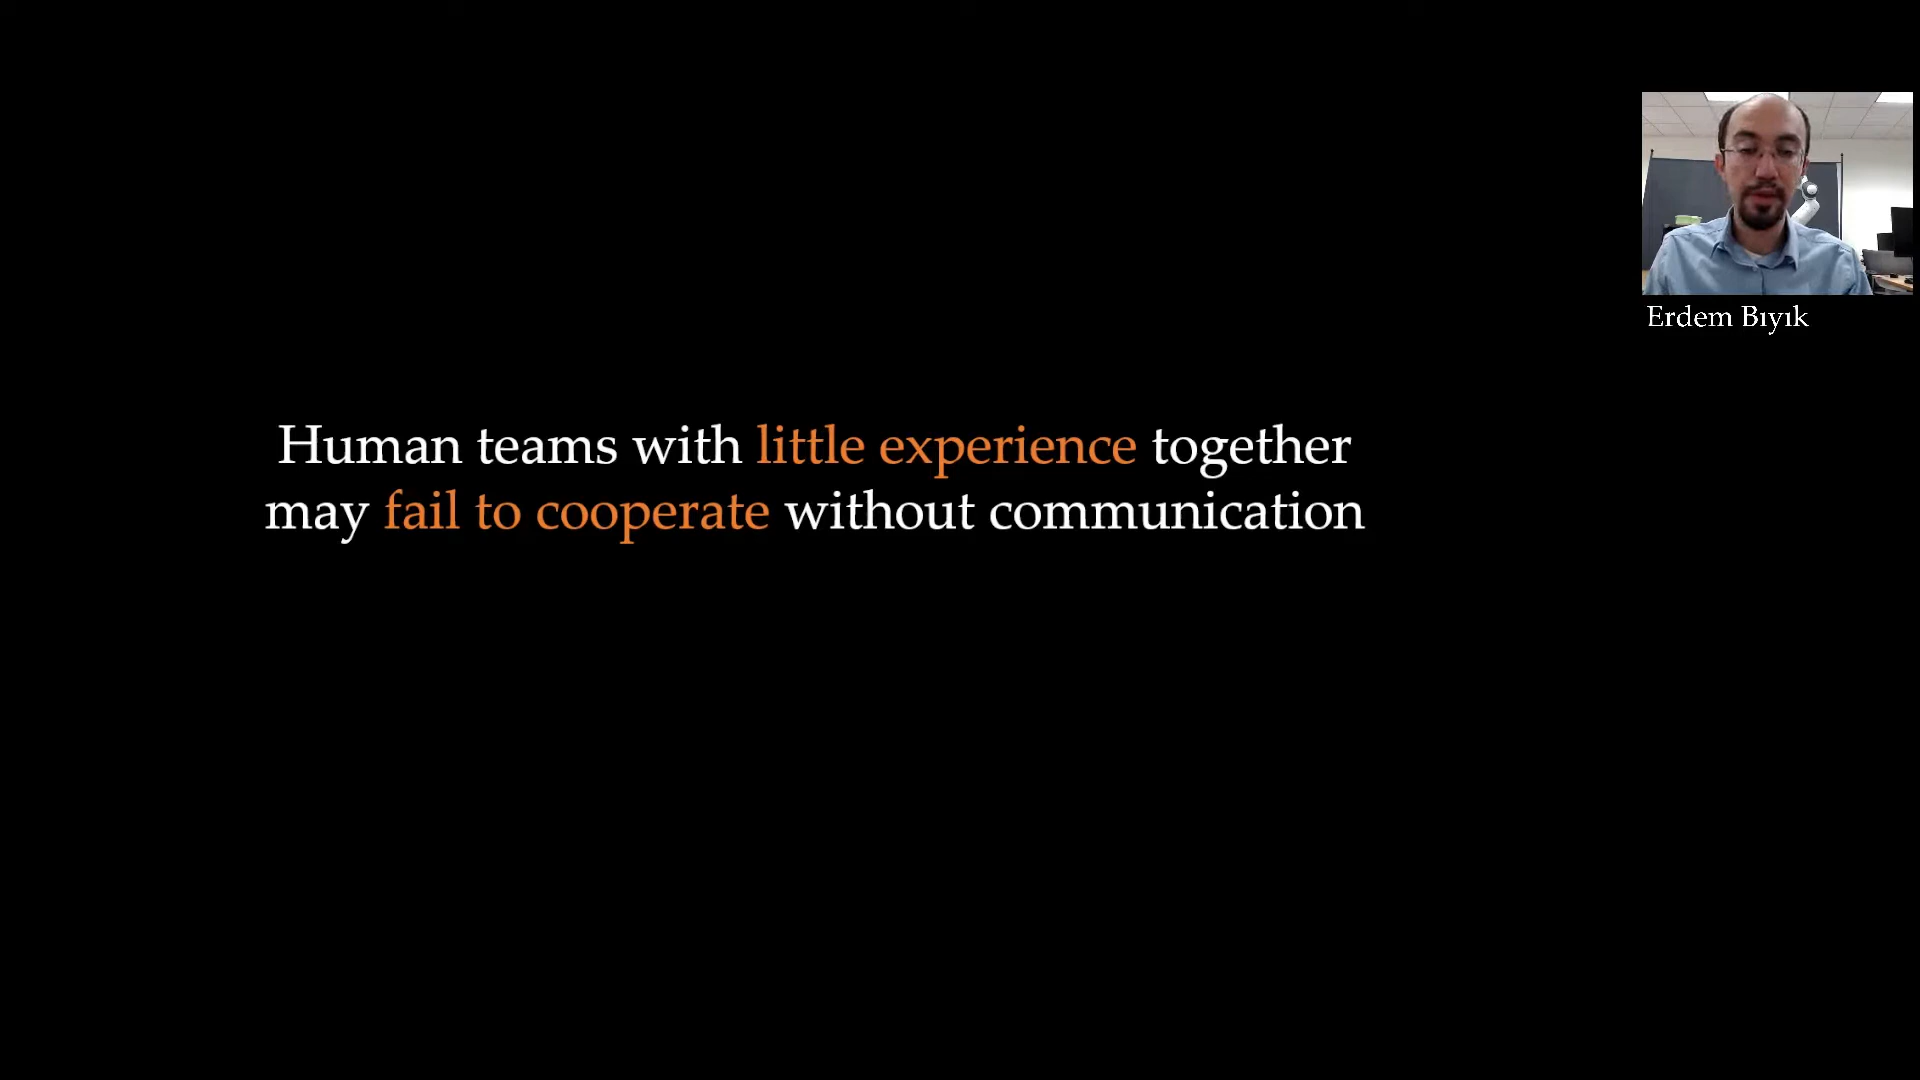 Human teams with little experience together
may fail to cooperate without communication
Erdem Bıyık